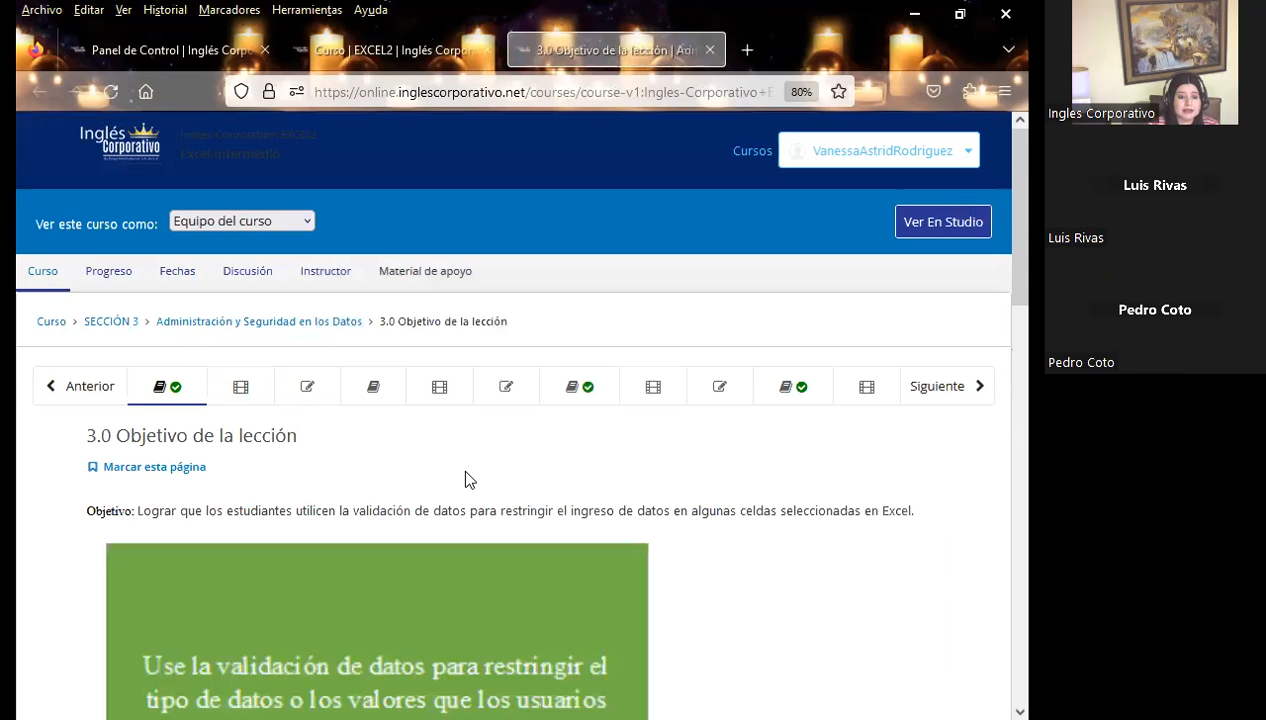 Archivo Editar Ver Historial Marcadores Herramientas Ayuda
Panel de Control | Inglés Corpo
Curso | EXCEL2 | Inglés Corpor
3.0 Objetivo de la lección | Adm
https://online.inglescorporativo.net/courses/course-v1:Ingles-Corporativo+E
80%
Inglés Corporativo
Ingles Corporativo: EXCEL2
Excel Intermedio
Cursos
VanessaAstridRodriguez
Ver este curso como:
Equipo del curso
Ver En Studio
Curso Progreso Fechas Discusión Instructor Material de apoyo
Curso > SECCIÓN 3 > Administración y Seguridad en los Datos > 3.0 Objetivo de la lección
Anterior
Siguiente
3.0 Objetivo de la lección
Marcar esta página
Objetivo: Lograr que los estudiantes utilicen la validación de datos para restringir el ingreso de datos en algunas celdas seleccionadas en Excel.
Use la validación de datos para restringir el
tipo de datos o los valores que los usuarios
Ingles Corporativo
Luis Rivas
Luis Rivas
Pedro Coto
Pedro Coto